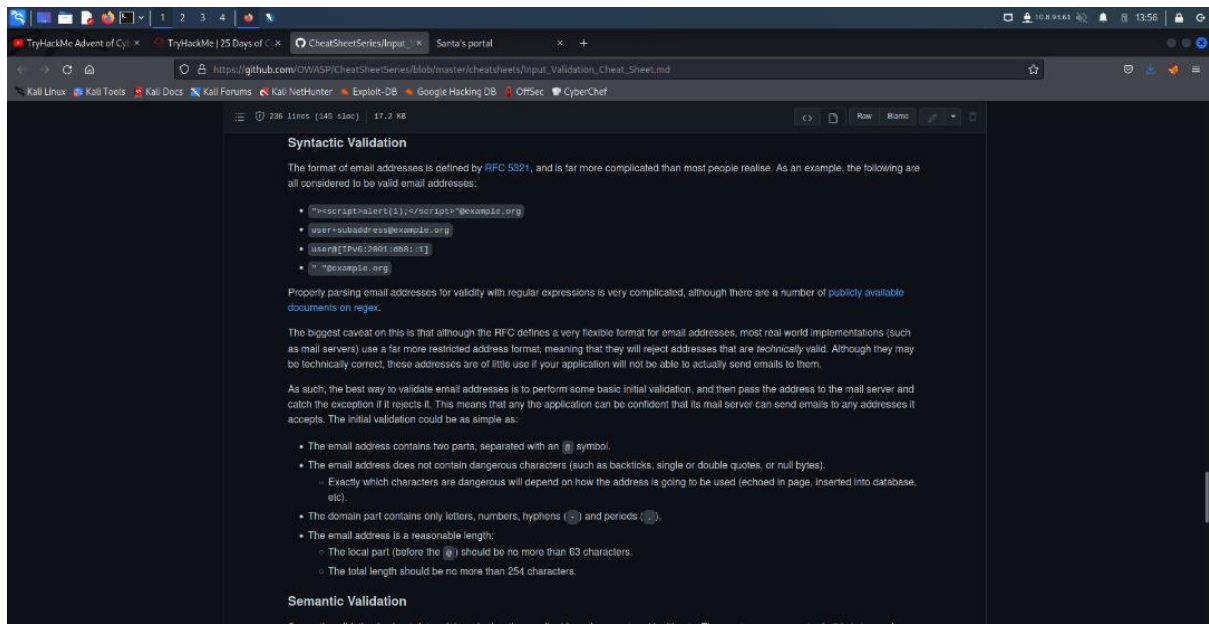 1 2 3 4
10.8.95.61 13:56
TryHackMe Advent of Cy TryHackMe | 25 Days of C CheatSheetSeries/Input_V Santa's portal
https://github.com/OWASP/CheatSheetSeries/blob/master/cheatsheets/Input_Validation_Cheat_Sheet.md
Kali Linux Kali Tools Kali Docs Kali Forums Kali NetHunter Exploit-DB Google Hacking DB OffSec CyberChef
236 lines (145 sloc) 17.2 KB Raw Blame
Syntactic Validation
The format of email addresses is defined by RFC 5321, and is far more complicated than most people realise. As an example, the following are
all considered to be valid email addresses:
• "><script>alert(1);</script>"@example.org
• user+subaddress@example.org
• user@[IPv6:2001:db8::1]
• " "@example.org
Properly parsing email addresses for validity with regular expressions is very complicated, although there are a number of publicly available
documents on regex.
The biggest caveat on this is that although the RFC defines a very flexible format for email addresses, most real world implementations (such
as mail servers) use a far more restricted address format, meaning that they will reject addresses that are technically valid. Although they may
be technically correct, these addresses are of little use if your application will not be able to actually send emails to them.
As such, the best way to validate email addresses is to perform some basic initial validation, and then pass the address to the mail server and
catch the exception if it rejects it. This means that any the application can be confident that its mail server can send emails to any addresses it
accepts. The initial validation could be as simple as:
• The email address contains two parts, separated with an @ symbol.
• The email address does not contain dangerous characters (such as backticks, single or double quotes, or null bytes).
◦ Exactly which characters are dangerous will depend on how the address is going to be used (echoed in page, inserted into database,
etc).
• The domain part contains only letters, numbers, hyphens (-) and periods (.).
• The email address is a reasonable length:
◦ The local part (before the @) should be no more than 63 characters.
◦ The total length should be no more than 254 characters.
Semantic Validation